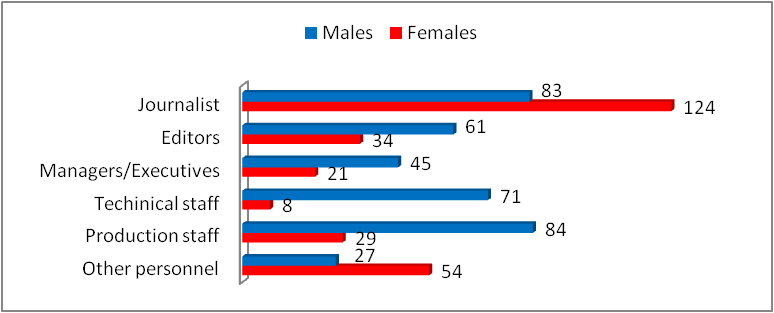 Males Females
83
Journalist 124
61
Editors 34
45
Managers/Executives 21
71
Techinical staff 8
84
Production staff 29
27
Other personnel 54